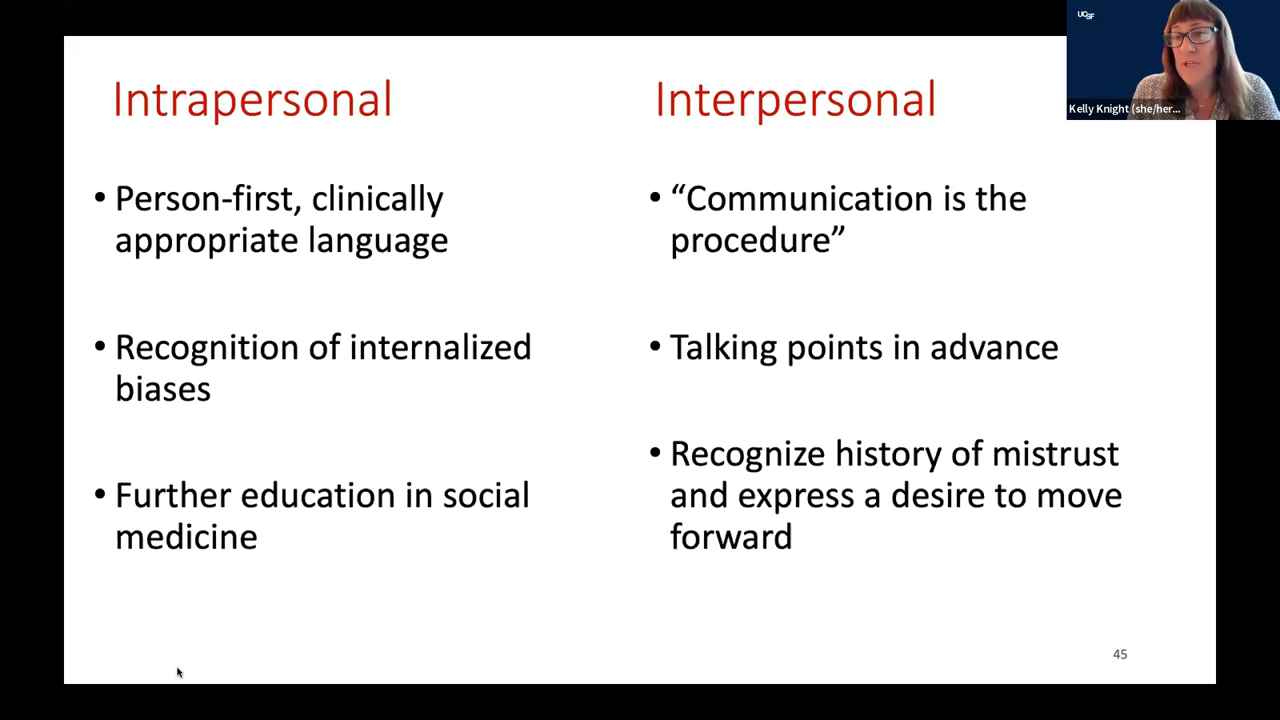 UCSF
Kelly Knight (she/her...
Intrapersonal
• Person-first, clinically
appropriate language
• Recognition of internalized
biases
• Further education in social
medicine
Interpersonal
• “Communication is the
procedure”
• Talking points in advance
• Recognize history of mistrust
and express a desire to move
forward
45